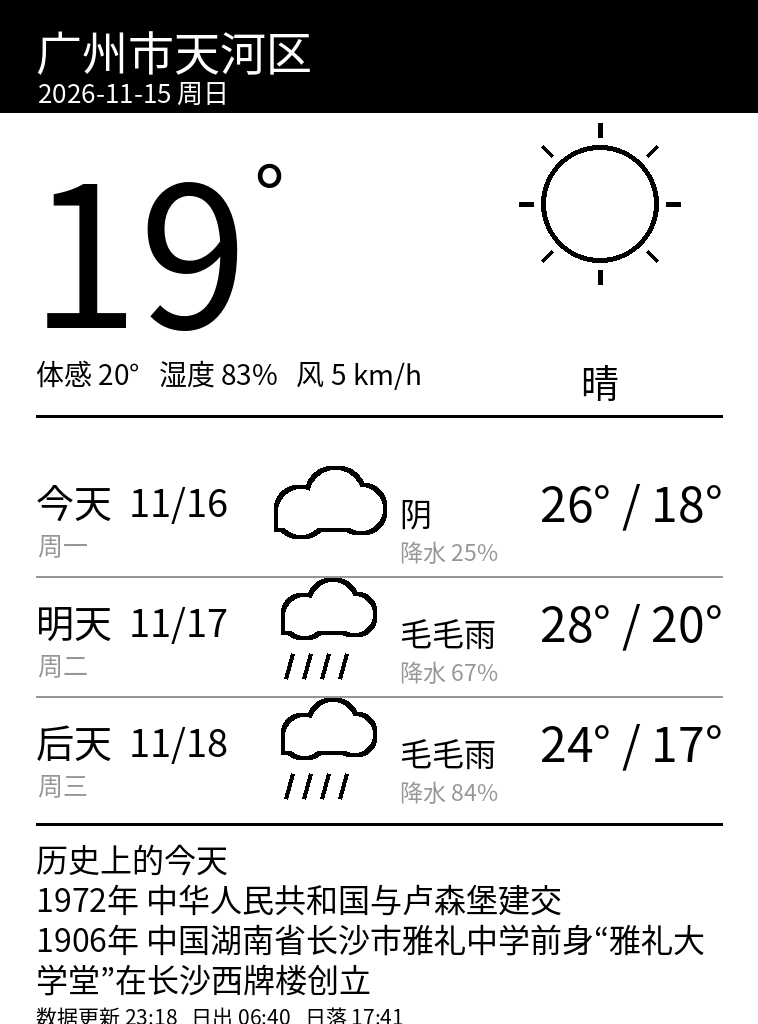 广州市天河区
2026-11-15 周日
19°
体感 20° 湿度 83% 风 5 km/h
晴
今天 11/16
周一
阴
降水 25%
26° / 18°
明天 11/17
周二
毛毛雨
降水 67%
28° / 20°
后天 11/18
周三
毛毛雨
降水 84%
24° / 17°
历史上的今天
1972年 中华人民共和国与卢森堡建交
1906年 中国湖南省长沙市雅礼中学前身“雅礼大
学堂”在长沙西牌楼创立
数据更新 23:18 日出 06:40 日落 17:41